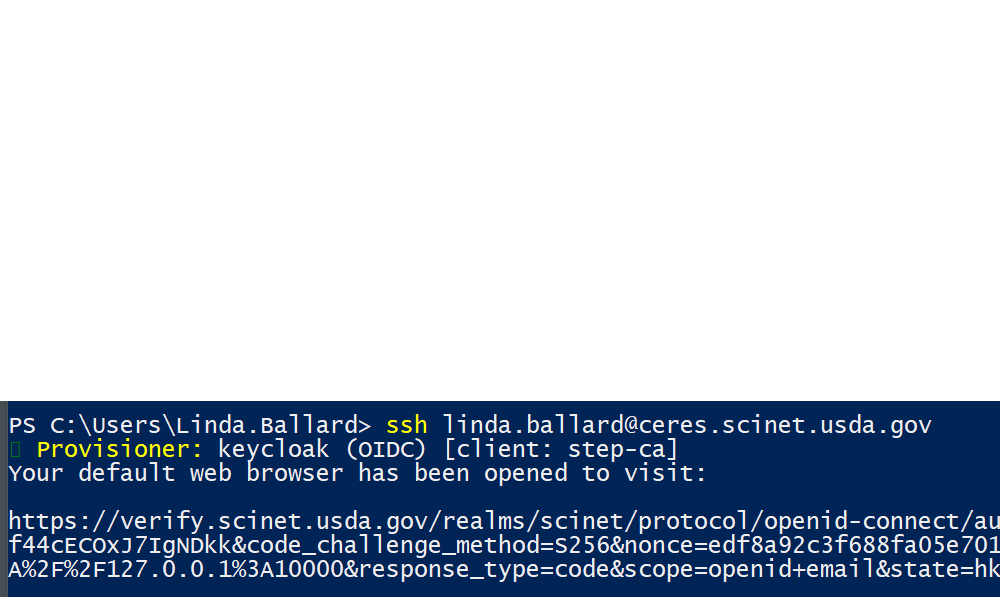 PS C:\Users\Linda.Ballard> ssh linda.ballard@ceres.scinet.usda.gov
Provisioner: keycloak (OIDC) [client: step-ca]
Your default web browser has been opened to visit:
https://verify.scinet.usda.gov/realms/scinet/protocol/openid-connect/au
f44cECOxJ7IgNDkk&code_challenge_method=S256&nonce=edf8a92c3f688fa05e701
A%2F%2F127.0.0.1%3A10000&response_type=code&scope=openid+email&state=hk